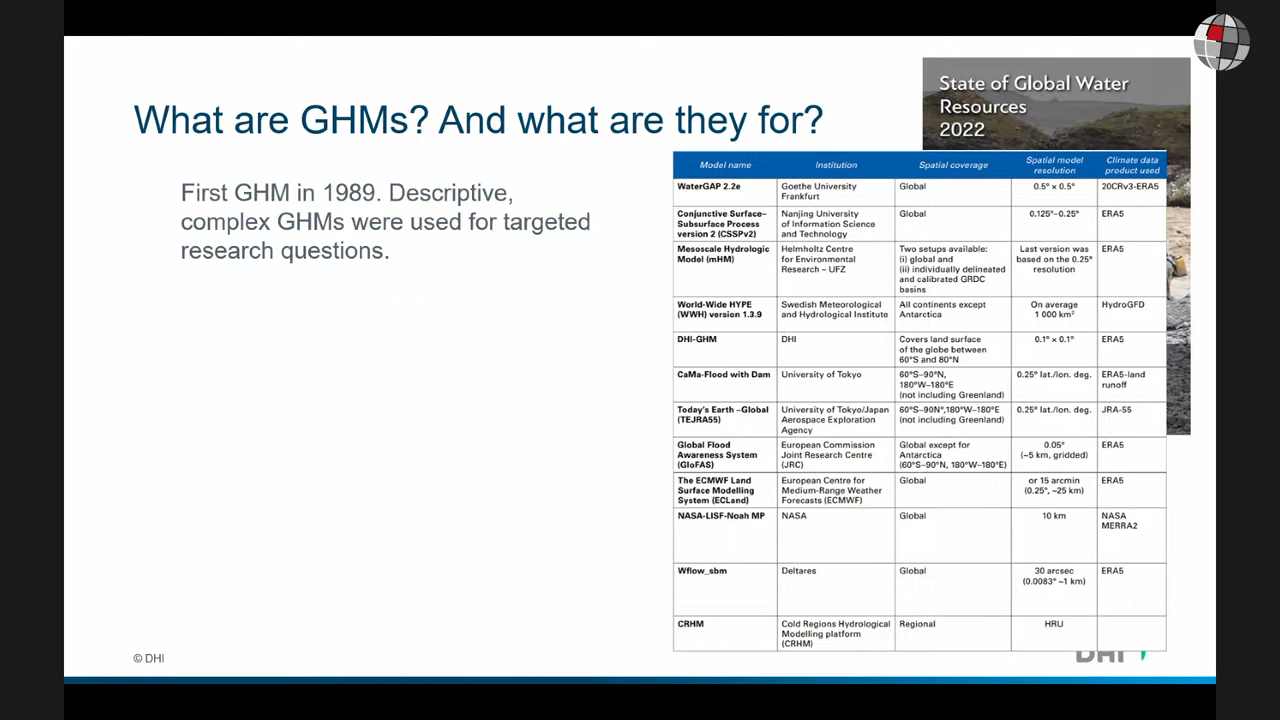 State of Global Water
Resources
2022
What are GHMs? And what are they for?
First GHM in 1989. Descriptive,
complex GHMs were used for targeted
research questions.
Model name Institution Spatial coverage Spatial model resolution Climate data product used
WaterGAP 2.2e Goethe University Frankfurt Global 0.5° × 0.5° 20CRv3-ERA5
Conjunctive Surface–Subsurface Process version 2 (CSSPv2) Nanjing University of Information Science and Technology Global 0.125°–0.25° ERA5
Mesoscale Hydrologic Model (mHM) Helmholtz Centre for Environmental Research – UFZ Two setups available: (i) global and (ii) individually delineated and calibrated GRDC basins Last version was based on the 0.25° resolution ERA5
World-Wide HYPE (WWH) version 1.3.9 Swedish Meteorological and Hydrological Institute All continents except Antarctica On average 1 000 km² HydroGFD
DHI-GHM DHI Covers land surface of the globe between 60°S and 80°N 0.1° × 0.1° ERA5
CaMa-Flood with Dam University of Tokyo 60°S–90°N, 180°W–180°E (not including Greenland) 0.25° lat./lon. deg. ERA5-land runoff
Today's Earth –Global (TEJRA55) University of Tokyo/Japan Aerospace Exploration Agency 60°S–90N°,180°W–180°E (not including Greenland) 0.25° lat./lon. deg. JRA-55
Global Flood Awareness System (GloFAS) European Commission Joint Research Centre (JRC) Global except for Antarctica (60°S–90°N, 180°W–180°E) 0.05° (~5 km, gridded) ERA5
The ECMWF Land Surface Modelling System (ECLand) European Centre for Medium-Range Weather Forecasts (ECMWF) Global or 15 arcmin (0.25°, ~25 km) ERA5
NASA-LISF-Noah MP NASA Global 10 km NASA MERRA2
Wflow_sbm Deltares Global 30 arcsec (0.0083° ~1 km) ERA5
CRHM Cold Regions Hydrological Modelling platform (CRHM) Regional HRU
© DHI
DHI